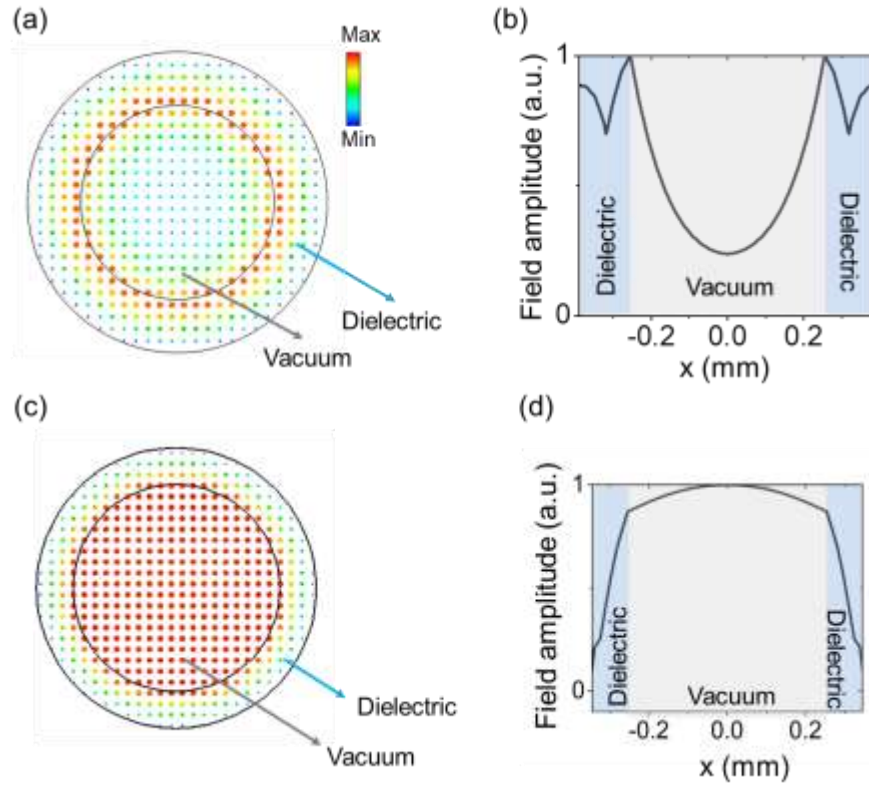 (a)
Max
Min
Dielectric
Vacuum
(b)
Field amplitude (a.u.)
1
0
Dielectric
Vacuum
Dielectric
-0.2 0.0 0.2
x (mm)
(c)
Dielectric
Vacuum
(d)
Field amplitude (a.u.)
1
0
Dielectric
Vacuum
Dielectric
-0.2 0.0 0.2
x (mm)